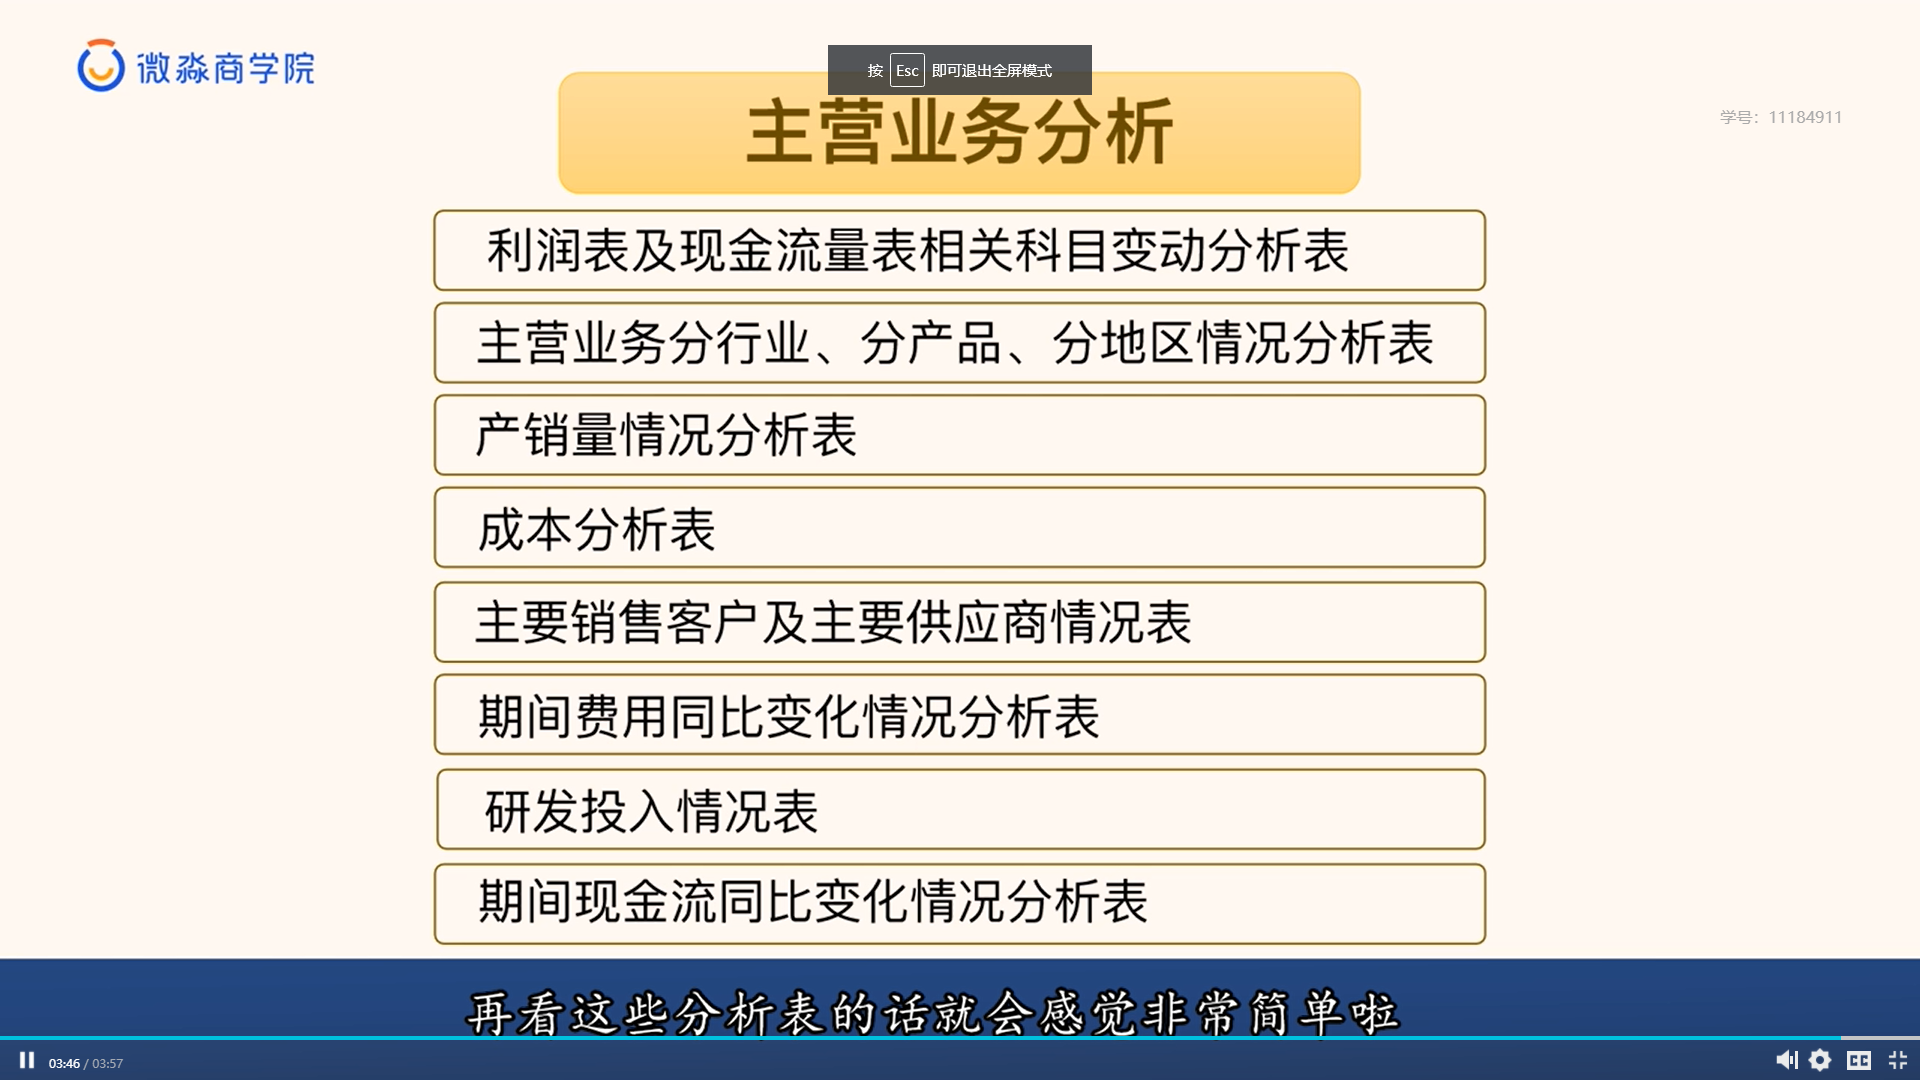 微淼商学院
按 Esc 即可退出全屏模式
主营业务分析
学号：11184911
利润表及现金流量表相关科目变动分析表
主营业务分行业、分产品、分地区情况分析表
产销量情况分析表
成本分析表
主要销售客户及主要供应商情况表
期间费用同比变化情况分析表
研发投入情况表
期间现金流同比变化情况分析表
再看这些分析表的话就会感觉非常简单啦
03:46 / 03:57
CC